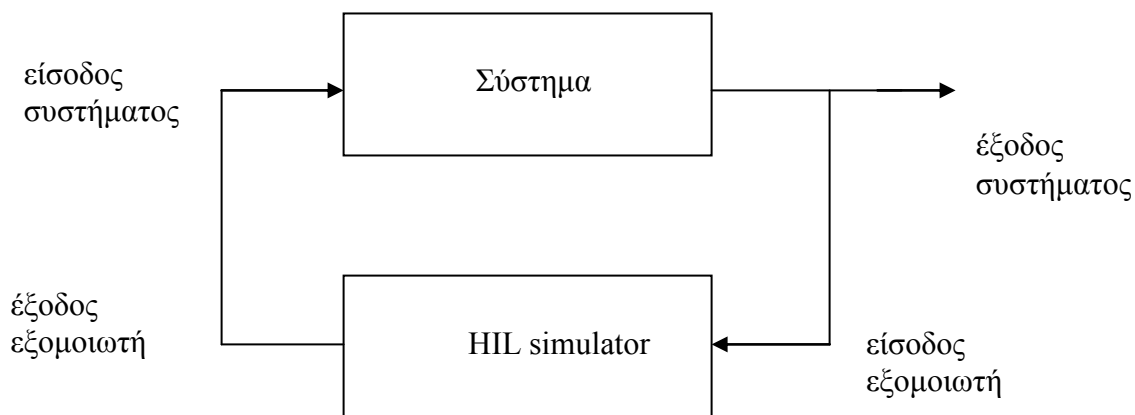 είσοδος
συστήματος
Σύστημα
έξοδος
συστήματος
έξοδος
εξομοιωτή
HIL simulator
είσοδος
εξομοιωτή